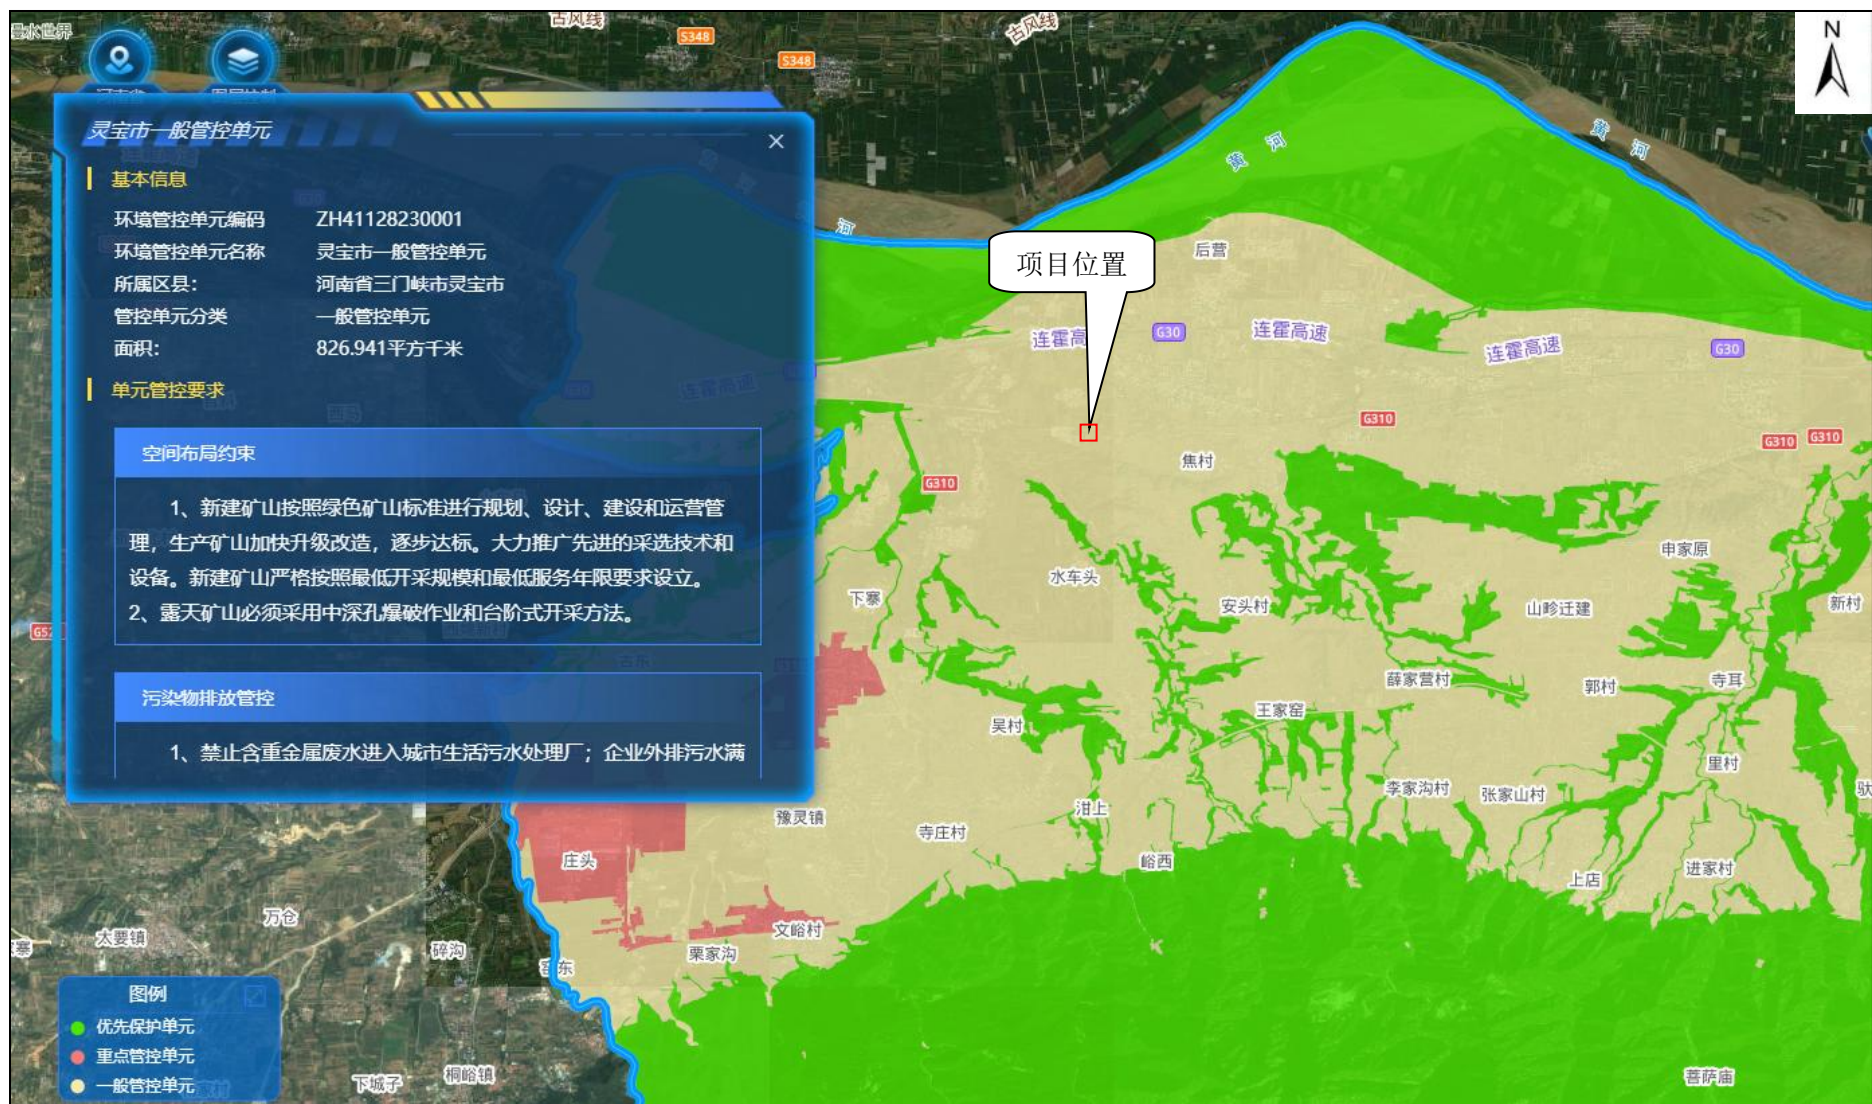 古风线
古风线
S348
S348
N
灵宝市一般管控单元
基本信息
环境管控单元编码 ZH41128230001
环境管控单元名称 灵宝市一般管控单元
所属区县： 河南省三门峡市灵宝市
管控单元分类 一般管控单元
面积： 826.941平方千米
单元管控要求
空间布局约束
1、新建矿山按照绿色矿山标准进行规划、设计、建设和运营管
理，生产矿山加快升级改造，逐步达标。大力推广先进的采选技术和
设备。新建矿山严格按照最低开采规模和最低服务年限要求设立。
2、露天矿山必须采用中深孔爆破作业和台阶式开采方法。
污染物排放管控
1、禁止含重金属废水进入城市生活污水处理厂；企业外排污水满
黄河
黄河
河
后营
项目位置
连霍高
G30
连霍高速
连霍高速
G30
G310
G310
G310
焦村
G310
申家原
水车头
下寨
安头村
山畛迁建
新村
薛家营村
郭村
寺耳
王家窑
吴村
里村
李家沟村
张家山村
泔上
豫灵镇
寺庄村
庄头
峪西
进家村
上店
万仓
文峪村
太要镇
碎沟
栗家沟
图例
优先保护单元
重点管控单元
一般管控单元
下城子
桐峪镇
菩萨庙